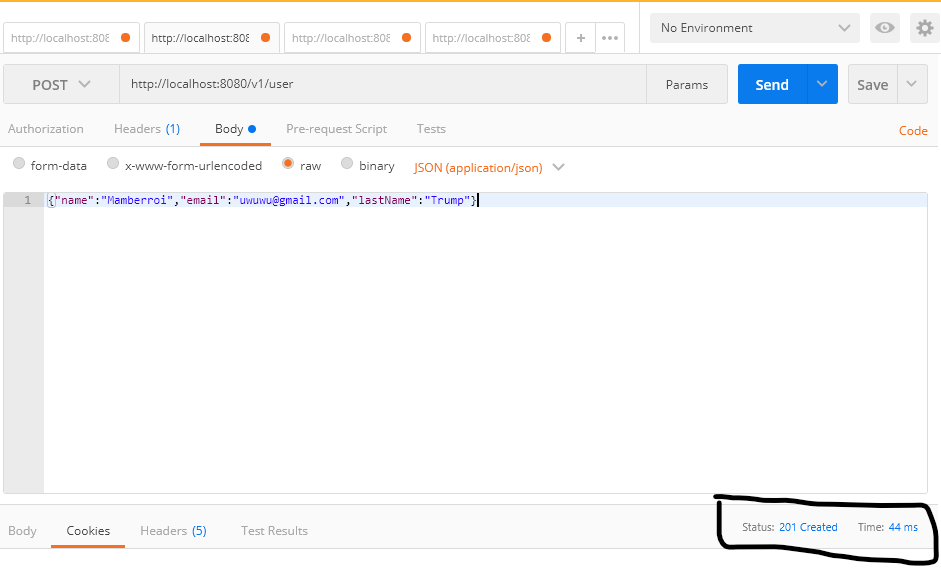 http://localhost:808 http://localhost:808 http://localhost:808 http://localhost:808 + ••• No Environment
POST http://localhost:8080/v1/user Params Send Save
Authorization Headers (1) Body Pre-request Script Tests Code
form-data x-www-form-urlencoded raw binary JSON (application/json)
1 {"name":"Mamberroi","email":"uwuwu@gmail.com","lastName":"Trump"}
Body Cookies Headers (5) Test Results Status: 201 Created Time: 44 ms